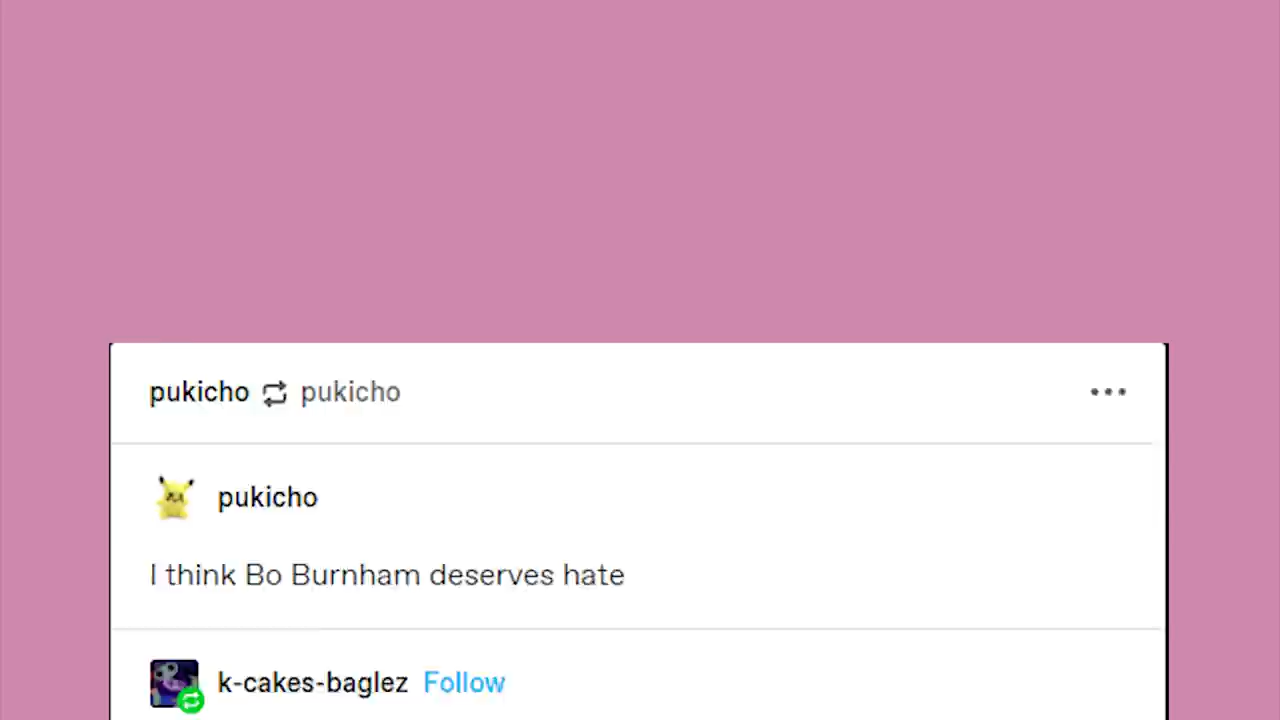 pukicho pukicho
pukicho
I think Bo Burnham deserves hate
k-cakes-baglez Follow